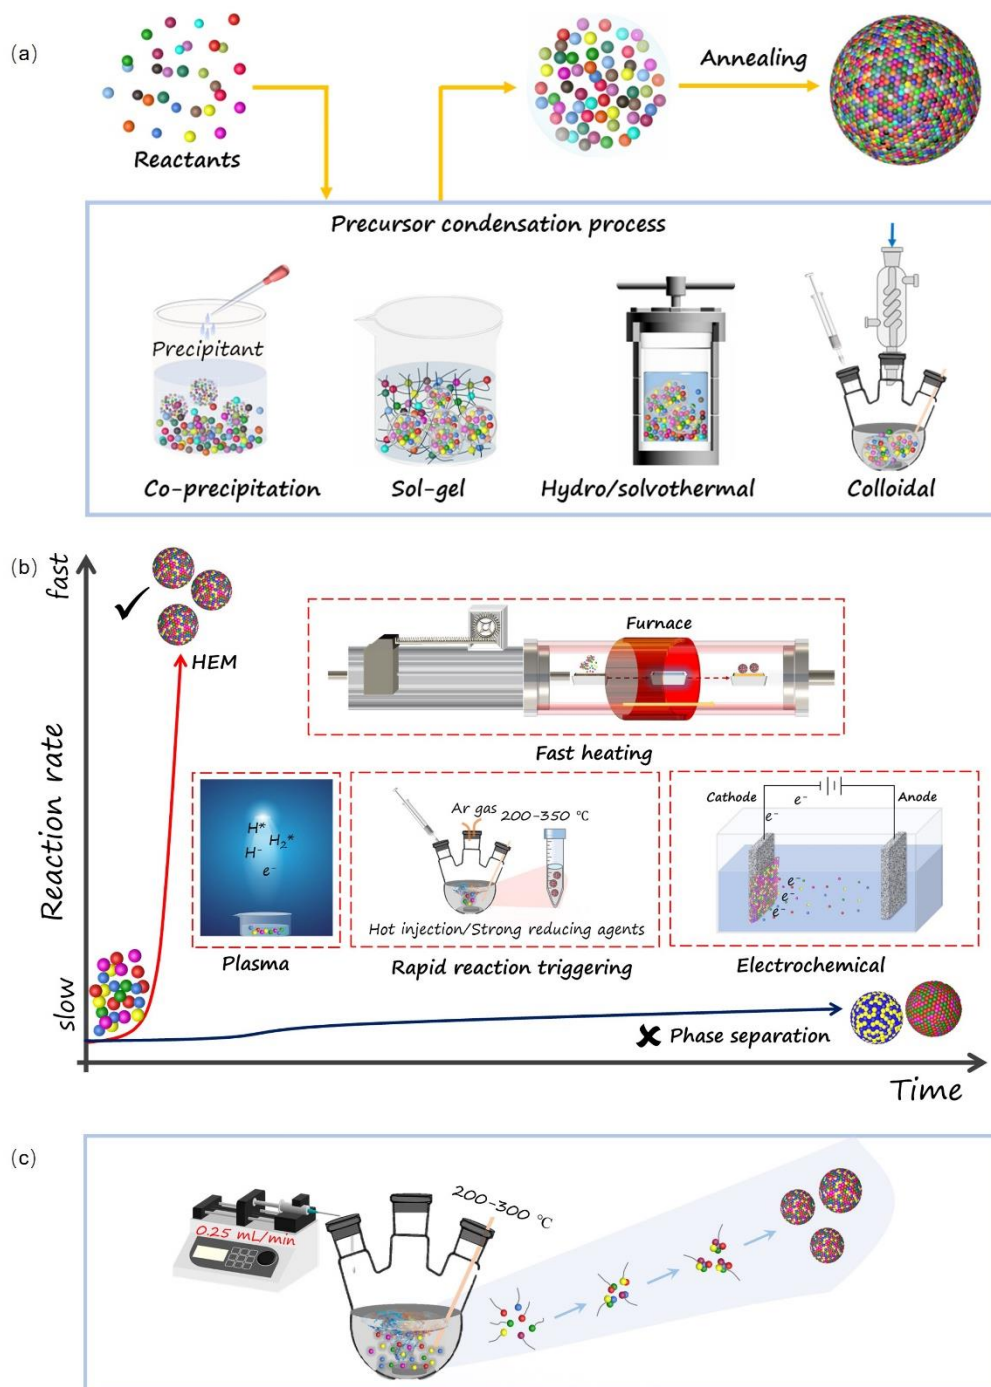 (a)
Reactants
Annealing
Precursor condensation process
Precipitant
Co-precipitation
Sol-gel
Hydro/solvothermal
Colloidal
(b)
fast
Reaction rate
slow
HEM
Furnace
Fast heating
H*
H₂*
H⁻
e⁻
Plasma
Ar gas
200-350 ℃
Hot injection/Strong reducing agents
Rapid reaction triggering
Cathode
e⁻
Anode
e⁻
e⁻
e⁻
e⁻
Electrochemical
✘ Phase separation
Time
(c)
0.25 mL/min
200-300 ℃